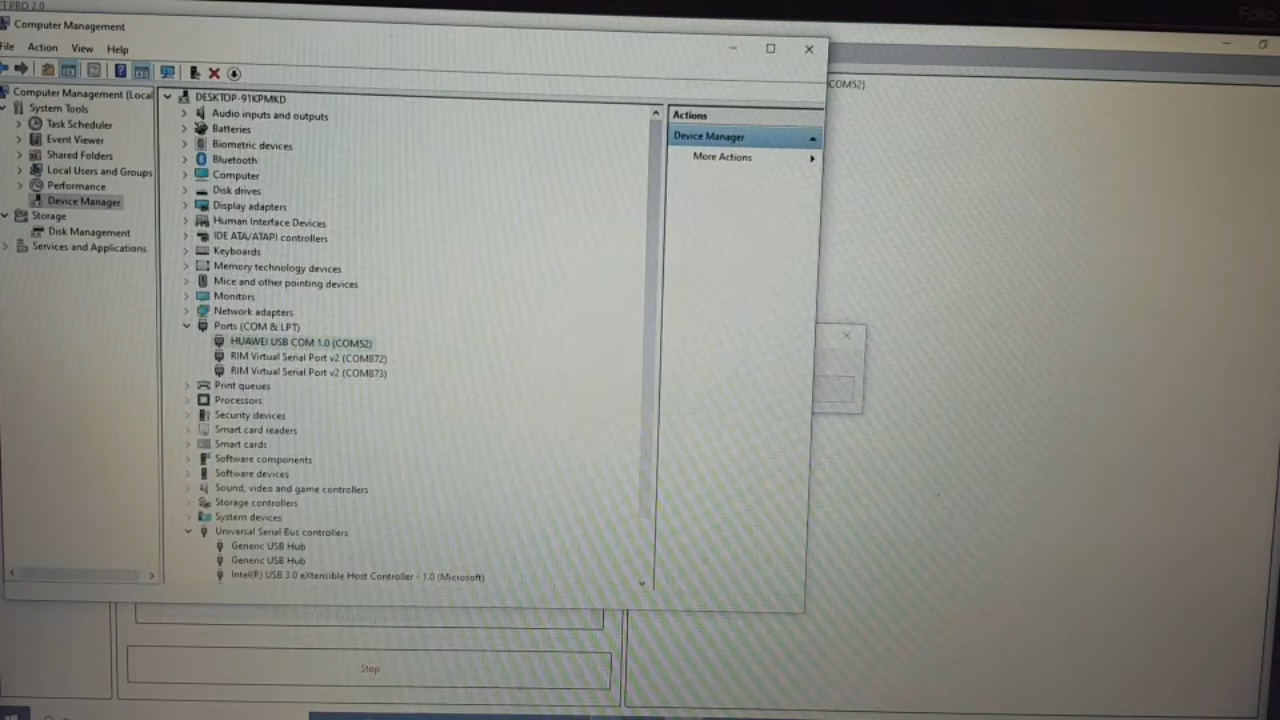 T PRO 2.0
Folio
Computer Management
File Action View Help
Computer Management (Local
System Tools
Task Scheduler
Event Viewer
Shared Folders
Local Users and Groups
Performance
Device Manager
Storage
Disk Management
Services and Applications
DESKTOP-91KPMKD
Audio inputs and outputs
Batteries
Biometric devices
Bluetooth
Computer
Disk drives
Display adapters
Human Interface Devices
IDE ATA/ATAPI controllers
Keyboards
Memory technology devices
Mice and other pointing devices
Monitors
Network adapters
Ports (COM & LPT)
HUAWEI USB COM 1.0 (COM52)
RIM Virtual Serial Port v2 (COM872)
RIM Virtual Serial Port v2 (COM873)
Print queues
Processors
Security devices
Smart card readers
Smart cards
Software components
Software devices
Sound, video and game controllers
Storage controllers
System devices
Universal Serial Bus controllers
Generic USB Hub
Generic USB Hub
Intel(R) USB 3.0 eXtensible Host Controller - 1.0 (Microsoft)
Actions
Device Manager
More Actions
COM52)
Stop